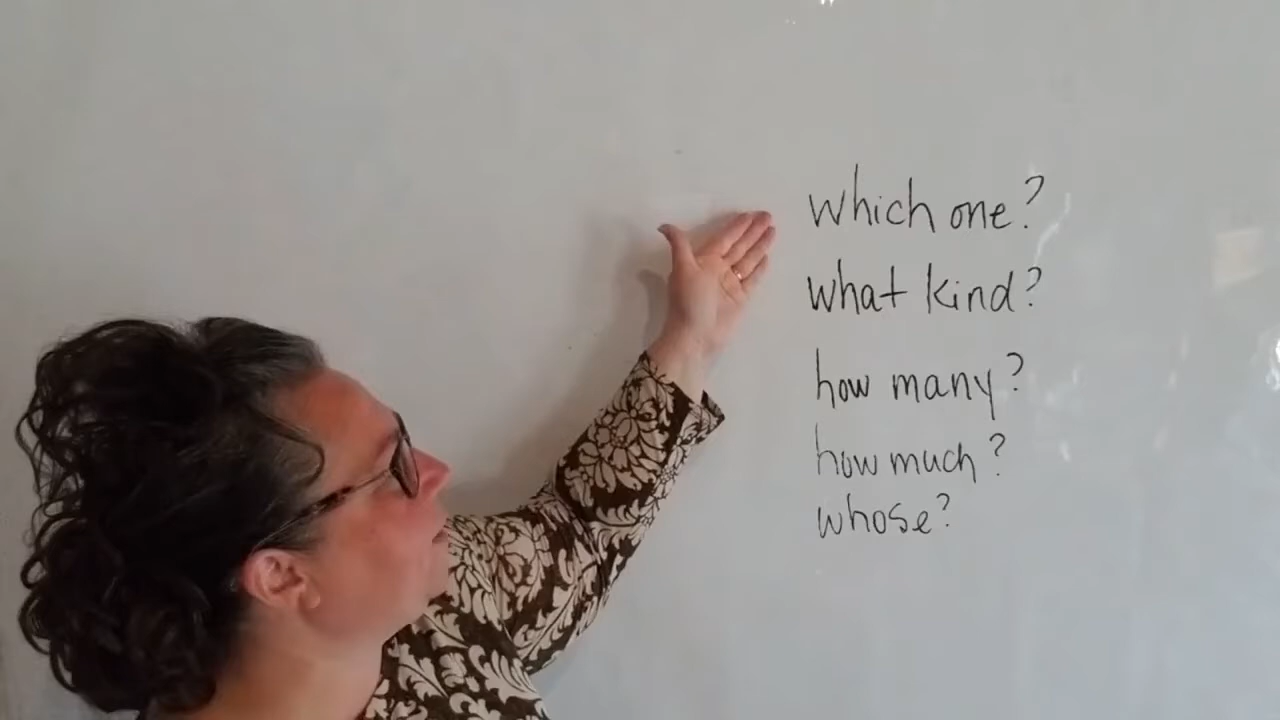 which one?
what kind?
how many?
how much?
whose?